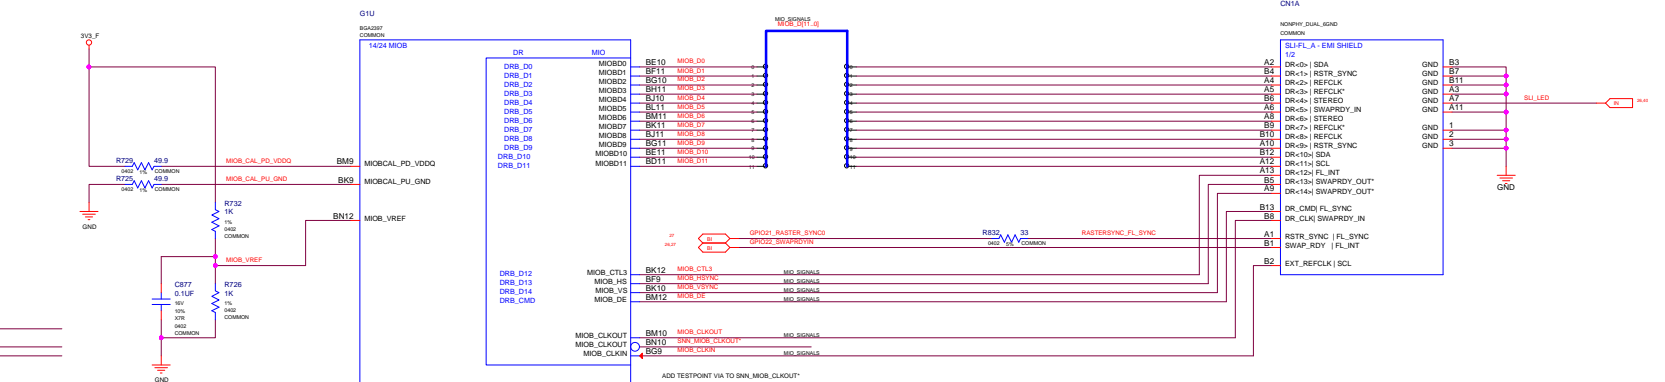 3V3_F
R729 49.9
0402 1% COMMON
R725 49.9
0402 1% COMMON
MIOB_CAL_PD_VDDQ
MIOB_CAL_PU_GND
GND
R732
1K
1%
0402
COMMON
MIOB_VREF
C877
0.1UF
16V
10%
X7R
0402
COMMON
R726
1K
1%
0402
COMMON
GND
G1U
BGA2397
COMMON
14/24 MIOB
BM9 MIOBCAL_PD_VDDQ
BK9 MIOBCAL_PU_GND
BN12 MIOB_VREF
DR MIO
DRB_D0 MIOBD0 BE10 MIOB_D0
DRB_D1 MIOBD1 BF11 MIOB_D1
DRB_D2 MIOBD2 BG10 MIOB_D2
DRB_D3 MIOBD3 BH11 MIOB_D3
DRB_D4 MIOBD4 BJ10 MIOB_D4
DRB_D5 MIOBD5 BL11 MIOB_D5
DRB_D6 MIOBD6 BM11 MIOB_D6
DRB_D7 MIOBD7 BK11 MIOB_D7
DRB_D8 MIOBD8 BJ11 MIOB_D8
DRB_D9 MIOBD9 BG11 MIOB_D9
DRB_D10 MIOBD10 BE11 MIOB_D10
DRB_D11 MIOBD11 BD11 MIOB_D11
DRB_D12 MIOB_CTL3 BK12 MIOB_CTL3 MIO_SIGNALS
DRB_D13 MIOB_HS BF9 MIOB_HSYNC MIO_SIGNALS
DRB_D14 MIOB_VS BK10 MIOB_VSYNC MIO_SIGNALS
DRB_CMD MIOB_DE BM12 MIOB_DE MIO_SIGNALS
MIOB_CLKOUT BM10 MIOB_CLKOUT MIO_SIGNALS
MIOB_CLKOUT BN10 SNN_MIOB_CLKOUT*
MIOB_CLKIN BG9 MIOB_CLKIN MIO_SIGNALS
ADD TESTPOINT VIA TO SNN_MIOB_CLKOUT*
MIO_SIGNALS
MIOB_D[11..0]
BI GPIO21_RASTER_SYNC0
BI GPIO22_SWAPRDYIN
R832 33
0402 5% COMMON
RASTERSYNC_FL_SYNC
CN1A
NONPHY_DUAL_6GND
COMMON
SLI-FL_A - EMI SHIELD
1/2
A2 DR<0>| SDA
B4 DR<1>| RSTR_SYNC
A4 DR<2>| REFCLK
A5 DR<3>| REFCLK*
B6 DR<4>| STEREO
A6 DR<5>| SWAPRDY_IN
A8 DR<6>| STEREO
B9 DR<7>| REFCLK*
B10 DR<8>| REFCLK
A10 DR<9>| RSTR_SYNC
B12 DR<10>| SDA
A12 DR<11>| SCL
A13 DR<12>| FL_INT
B5 DR<13>| SWAPRDY_OUT*
A9 DR<14>| SWAPRDY_OUT*
B13 DR_CMD| FL_SYNC
B8 DR_CLK| SWAPRDY_IN
A1 RSTR_SYNC | FL_SYNC
B1 SWAP_RDY | FL_INT
B2 EXT_REFCLK | SCL
GND B3
GND B7
GND B11
GND A3
GND A7
GND A11
GND 1
GND 2
GND 3
GND
SLI_LED IN